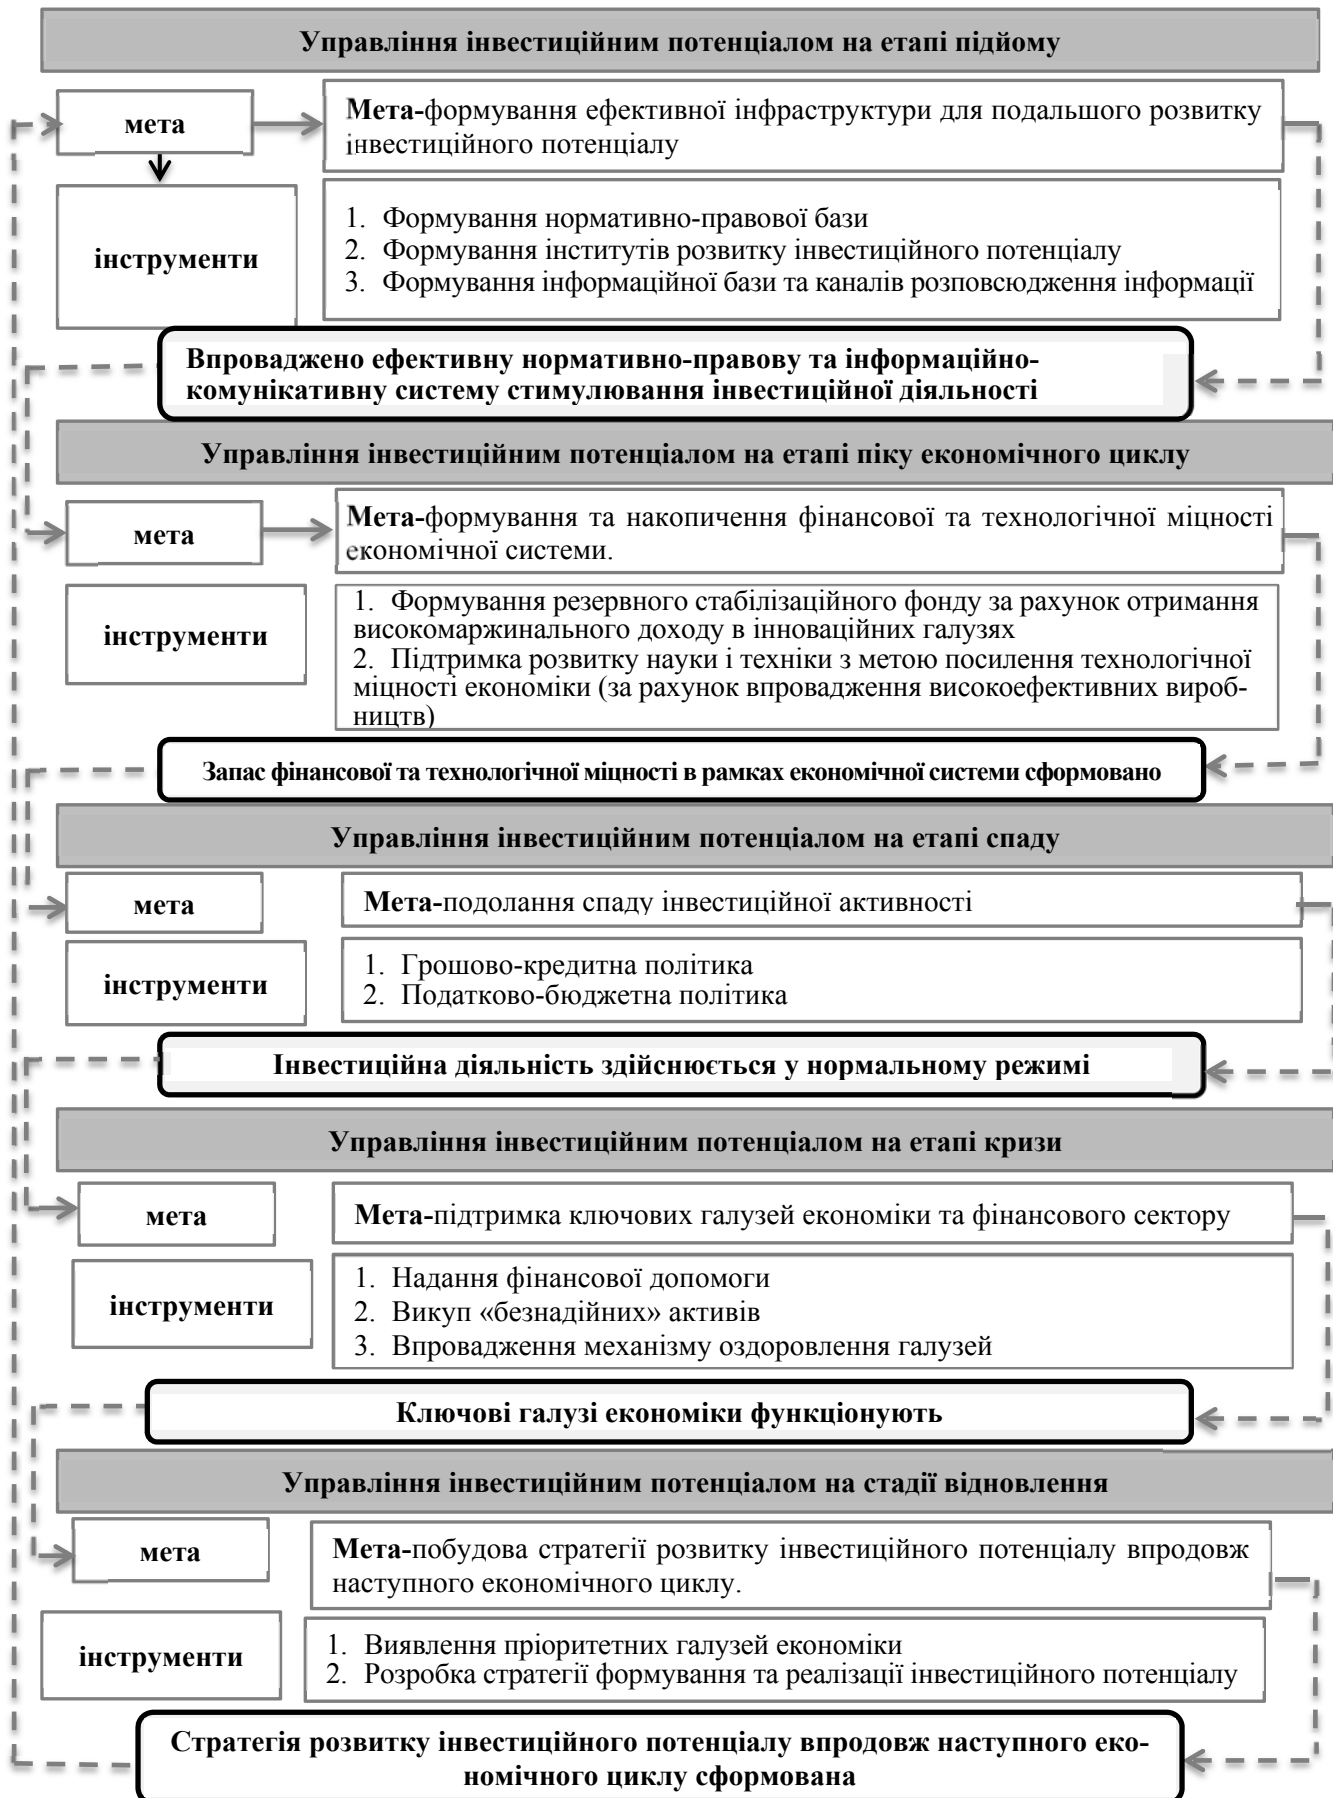 Управління інвестиційним потенціалом на етапі підйому
мета
Мета-формування ефективної інфраструктури для подальшого розвитку
інвестиційного потенціалу
інструменти
1. Формування нормативно-правової бази
2. Формування інститутів розвитку інвестиційного потенціалу
3. Формування інформаційної бази та каналів розповсюдження інформації
Впроваджено ефективну нормативно-правову та інформаційно-
комунікативну систему стимулювання інвестиційної діяльності
Управління інвестиційним потенціалом на етапі піку економічного циклу
мета
Мета-формування та накопичення фінансової та технологічної міцності
економічної системи.
інструменти
1. Формування резервного стабілізаційного фонду за рахунок отримання
високомаржинального доходу в інноваційних галузях
2. Підтримка розвитку науки і техніки з метою посилення технологічної
міцності економіки (за рахунок впровадження високоефективних вироб-
ництв)
Запас фінансової та технологічної міцності в рамках економічної системи сформовано
Управління інвестиційним потенціалом на етапі спаду
мета
Мета-подолання спаду інвестиційної активності
інструменти
1. Грошово-кредитна політика
2. Податково-бюджетна політика
Інвестиційна діяльність здійснюється у нормальному режимі
Управління інвестиційним потенціалом на етапі кризи
мета
Мета-підтримка ключових галузей економіки та фінансового сектору
інструменти
1. Надання фінансової допомоги
2. Викуп «безнадійних» активів
3. Впровадження механізму оздоровлення галузей
Ключові галузі економіки функціонують
Управління інвестиційним потенціалом на стадії відновлення
мета
Мета-побудова стратегії розвитку інвестиційного потенціалу впродовж
наступного економічного циклу.
інструменти
1. Виявлення пріоритетних галузей економіки
2. Розробка стратегії формування та реалізації інвестиційного потенціалу
Стратегія розвитку інвестиційного потенціалу впродовж наступного еко-
номічного циклу сформована